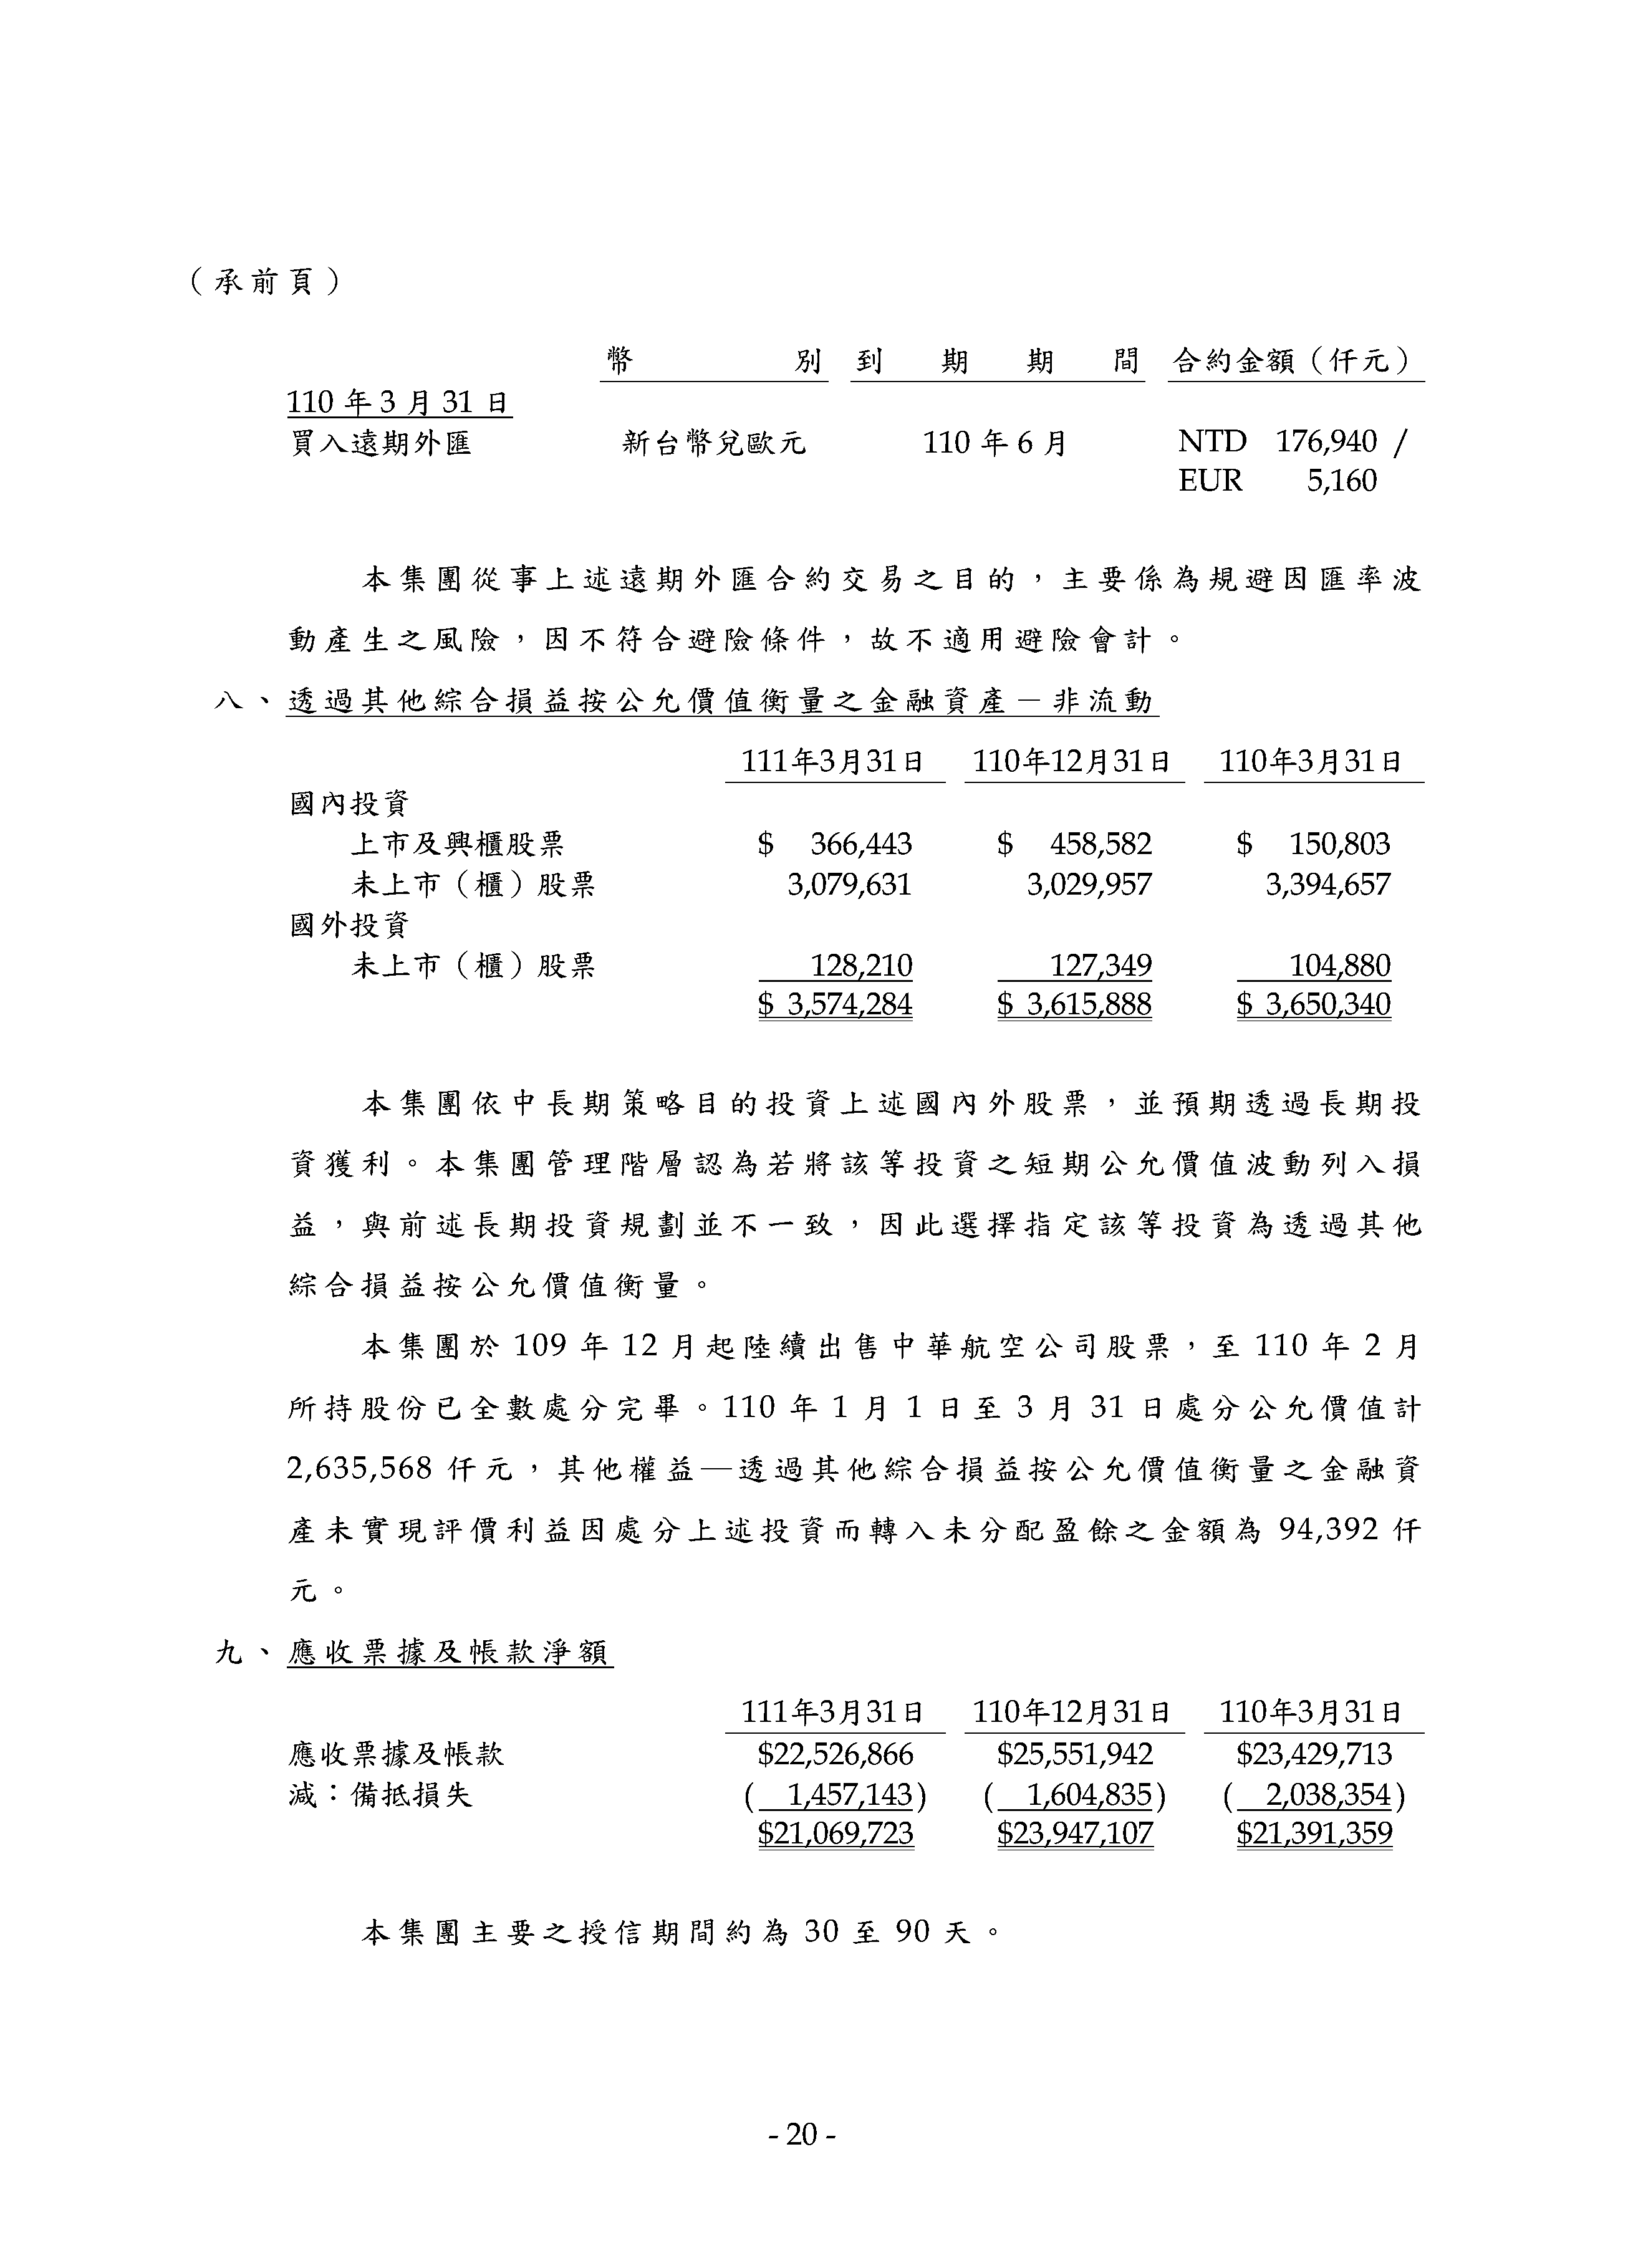 （承前頁）
幣別 到期期間 合約金額（仟元）
110 年 3 月 31 日
買入遠期外匯 新台幣兌歐元 110 年 6 月 NTD 176,940 /
EUR 5,160
本集團從事上述遠期外匯合約交易之目的，主要係為規避因匯率波
動產生之風險，因不符合避險條件，故不適用避險會計。
八、透過其他綜合損益按公允價值衡量之金融資產－非流動
111年3月31日 110年12月31日 110年3月31日
國內投資
上市及興櫃股票 $ 366,443 $ 458,582 $ 150,803
未上市（櫃）股票 3,079,631 3,029,957 3,394,657
國外投資
未上市（櫃）股票 128,210 127,349 104,880
$ 3,574,284 $ 3,615,888 $ 3,650,340
本集團依中長期策略目的投資上述國內外股票，並預期透過長期投
資獲利。本集團管理階層認為若將該等投資之短期公允價值波動列入損
益，與前述長期投資規劃並不一致，因此選擇指定該等投資為透過其他
綜合損益按公允價值衡量。
本集團於 109 年 12 月起陸續出售中華航空公司股票，至 110 年 2 月
所持股份已全數處分完畢。110 年 1 月 1 日至 3 月 31 日處分公允價值計
2,635,568 仟元，其他權益—透過其他綜合損益按公允價值衡量之金融資
產未實現評價利益因處分上述投資而轉入未分配盈餘之金額為 94,392 仟
元。
九、應收票據及帳款淨額
111年3月31日 110年12月31日 110年3月31日
應收票據及帳款 $22,526,866 $25,551,942 $23,429,713
減：備抵損失 ( 1,457,143) ( 1,604,835) ( 2,038,354)
$21,069,723 $23,947,107 $21,391,359
本集團主要之授信期間約為 30 至 90 天。
- 20 -